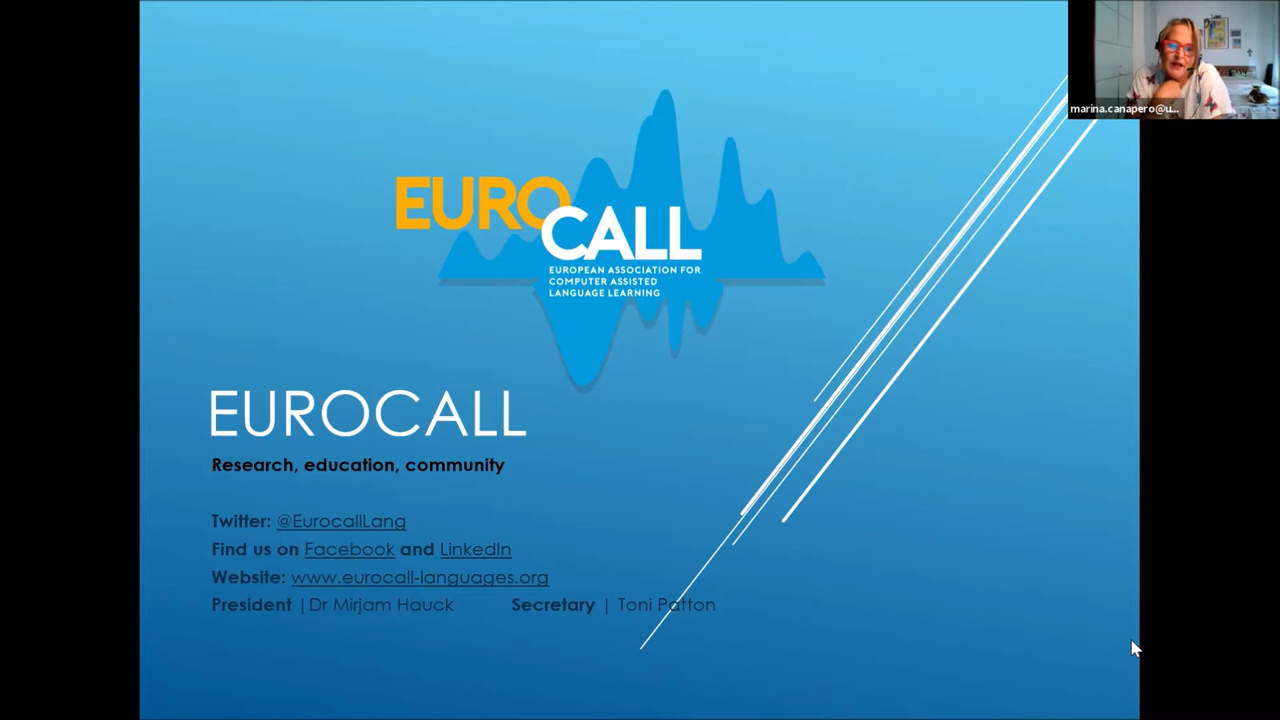 marina.canapero@u...
EURO
CALL
EUROPEAN ASSOCIATION FOR
COMPUTER ASSISTED
LANGUAGE LEARNING
EUROCALL
Research, education, community
Twitter: @EurocallLang
Find us on Facebook and LinkedIn
Website: www.eurocall-languages.org
President |Dr Mirjam Hauck Secretary | Toni Patton